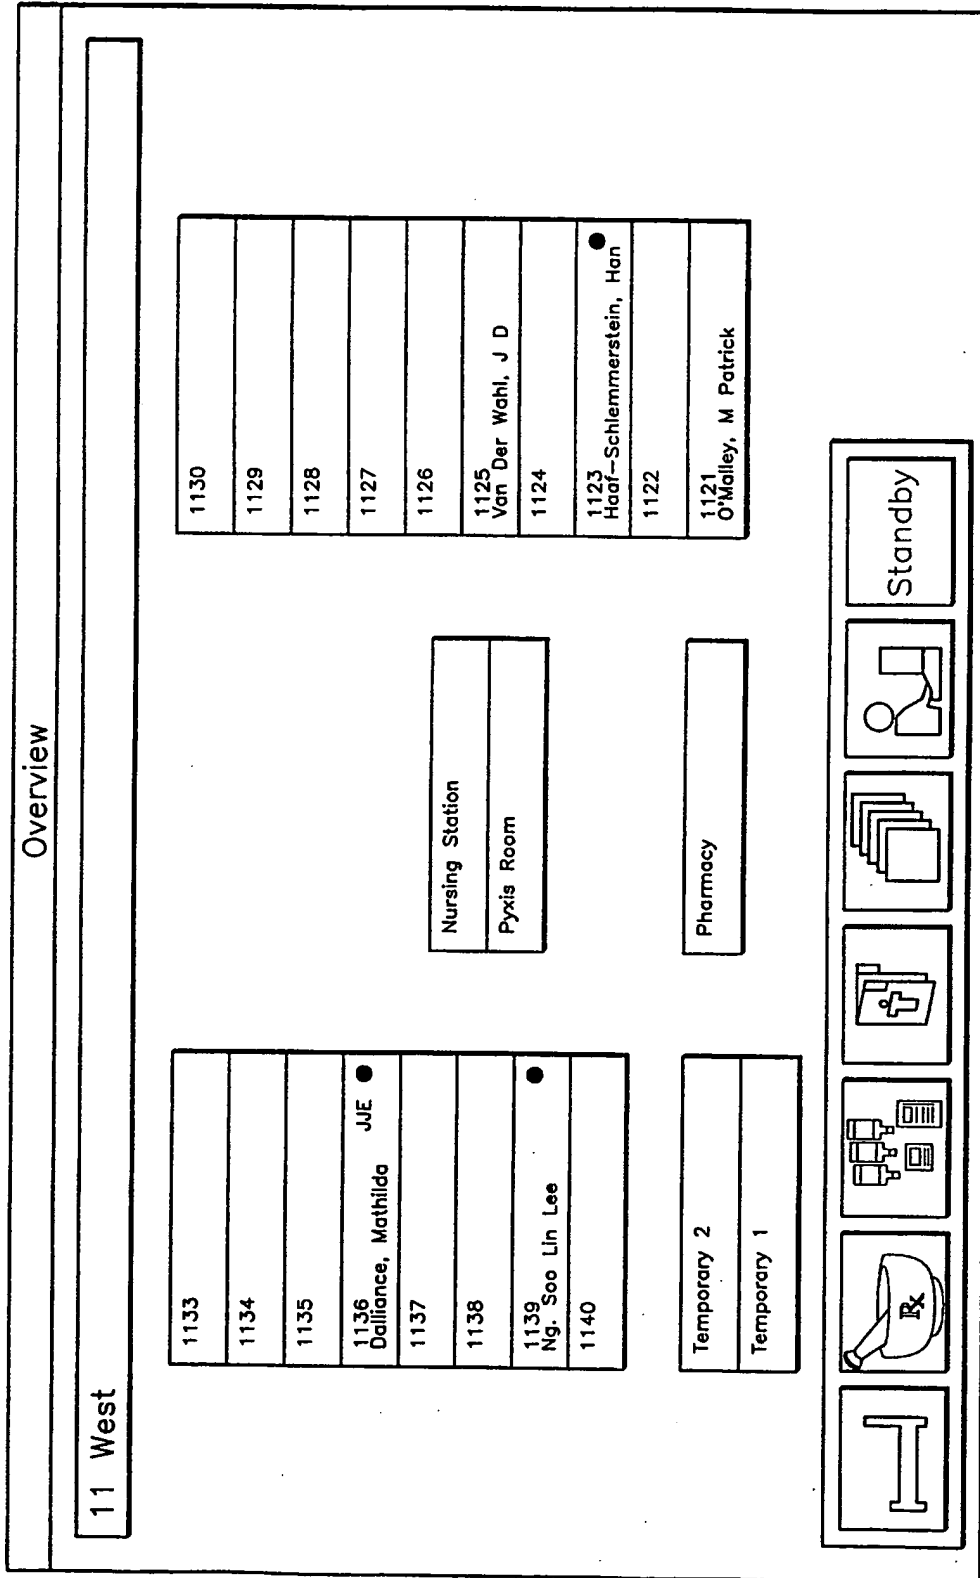 Overview
11 West
1133
1134
1135
1136 JJE
Dalliance, Mathilda
1137
1138
1139
Ng. Soo Lin Lee
1140
Temporary 2
Temporary 1
Nursing Station
Pyxis Room
Pharmacy
1130
1129
1128
1127
1126
1125
Van Der Wahl, J D
1124
1123
Haaf-Schlemmerstein, Han
1122
1121
O'Malley, M Patrick
Rx
Standby